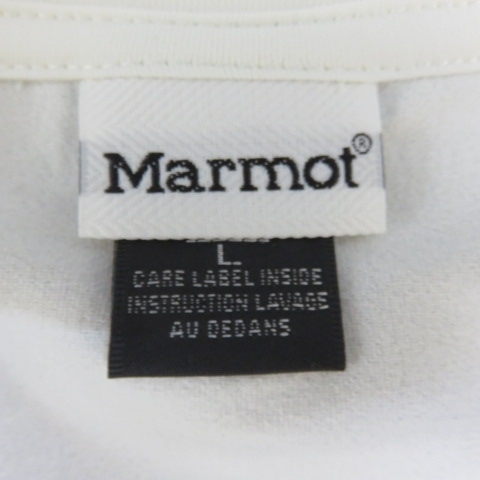 Marmot®
L
CARE LABEL INSIDE
INSTRUCTION LAVAGE
AU DEDANS